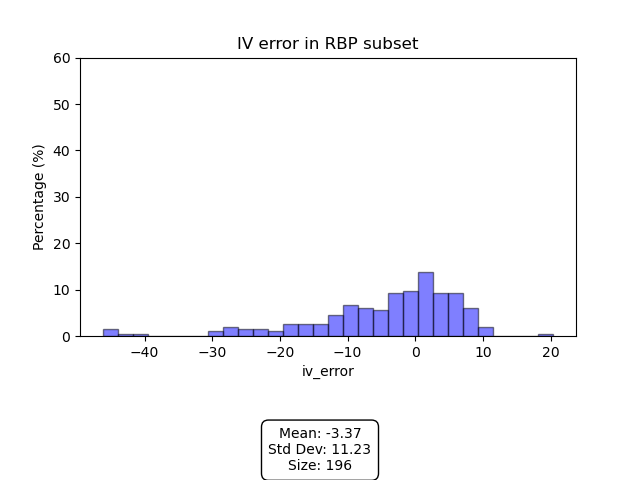 IV error in RBP subset
60
50
40
30
20
10
0
Percentage (%)
−40
−30
−20
−10
0
10
20
iv_error
Mean: -3.37
Std Dev: 11.23
Size: 196